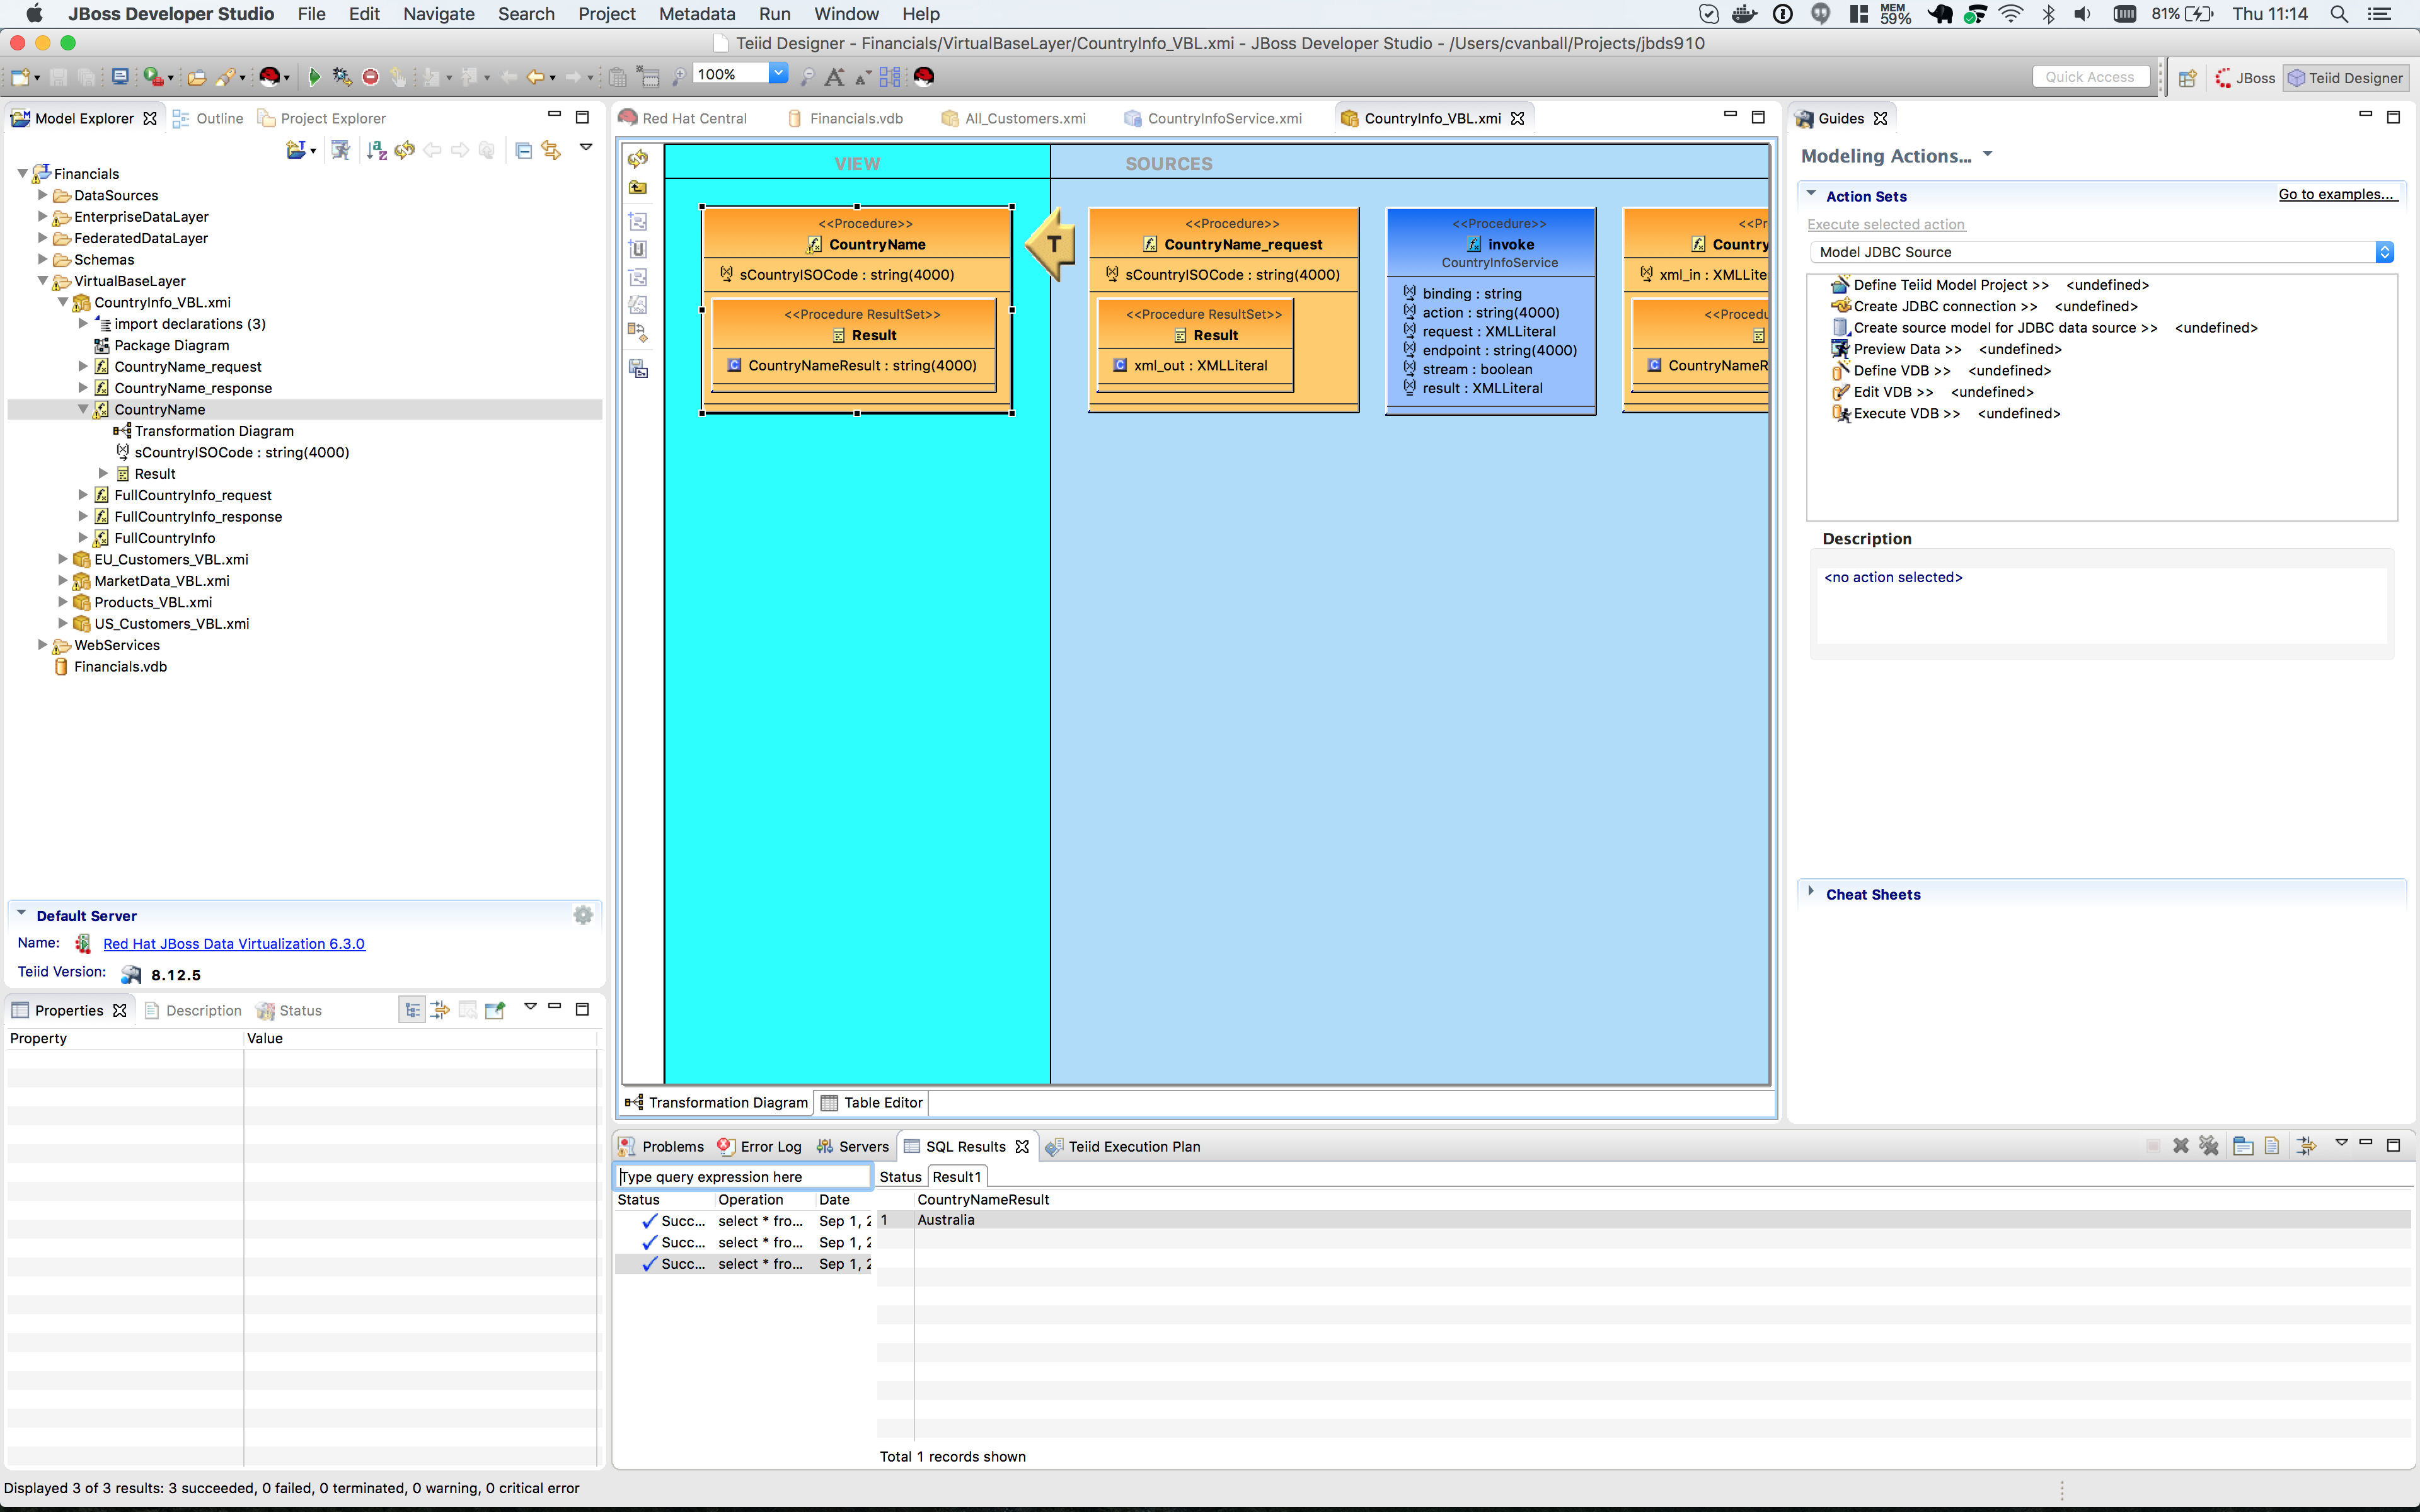 JBoss Developer Studio File Edit Navigate Search Project Metadata Run Window Help MEM 59% 81% Thu 11:14
Teiid Designer - Financials/VirtualBaseLayer/CountryInfo_VBL.xmi - JBoss Developer Studio - /Users/cvanball/Projects/jbds910
100% Quick Access JBoss Teiid Designer
Model Explorer Outline Project Explorer
Financials
DataSources
EnterpriseDataLayer
FederatedDataLayer
Schemas
VirtualBaseLayer
CountryInfo_VBL.xmi
import declarations (3)
Package Diagram
CountryName_request
CountryName_response
CountryName
Transformation Diagram
sCountryISOCode : string(4000)
Result
FullCountryInfo_request
FullCountryInfo_response
FullCountryInfo
EU_Customers_VBL.xmi
MarketData_VBL.xmi
Products_VBL.xmi
US_Customers_VBL.xmi
WebServices
Financials.vdb
Default Server
Name: Red Hat JBoss Data Virtualization 6.3.0
Teiid Version: 8.12.5
Properties Description Status
Property Value
Red Hat Central Financials.vdb All_Customers.xmi CountryInfoService.xmi CountryInfo_VBL.xmi
VIEW SOURCES
<<Procedure>>
CountryName
sCountryISOCode : string(4000)
<<Procedure ResultSet>>
Result
CountryNameResult : string(4000)
T
<<Procedure>>
CountryName_request
sCountryISOCode : string(4000)
<<Procedure ResultSet>>
Result
xml_out : XMLLiteral
<<Procedure>>
invoke
CountryInfoService
binding : string
action : string(4000)
request : XMLLiteral
endpoint : string(4000)
stream : boolean
result : XMLLiteral
<<Pr
Country
xml_in : XMLLite
<<Procedu
CountryNameR
Transformation Diagram Table Editor
Guides
Modeling Actions...
Action Sets Go to examples...
Execute selected action
Model JDBC Source
Define Teiid Model Project >> <undefined>
Create JDBC connection >> <undefined>
Create source model for JDBC data source >> <undefined>
Preview Data >> <undefined>
Define VDB >> <undefined>
Edit VDB >> <undefined>
Execute VDB >> <undefined>
Description
<no action selected>
Cheat Sheets
Problems Error Log Servers SQL Results Teiid Execution Plan
Type query expression here Status Result1
Status Operation Date CountryNameResult
Succ... select * fro... Sep 1, 2 1 Australia
Succ... select * fro... Sep 1, 2
Succ... select * fro... Sep 1, 2
Total 1 records shown
Displayed 3 of 3 results: 3 succeeded, 0 failed, 0 terminated, 0 warning, 0 critical error